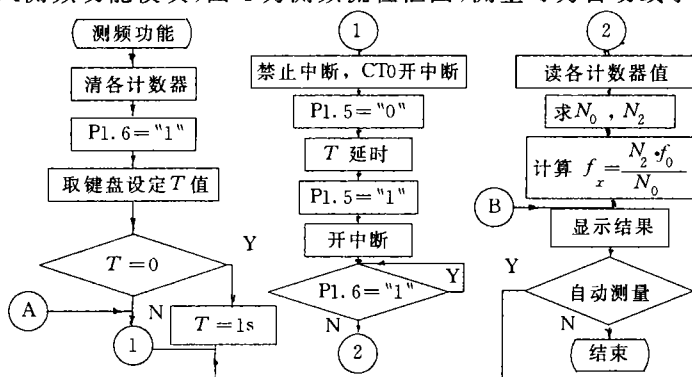 测频功能
清各计数器
P1.6="1"
取键盘设定T值
T=0
Y
N
A
1
T=1s
1
禁止中断，CT0开中断
P1.5="0"
T 延时
P1.5="1"
开中断
P1.6="1"
Y
N
2
2
读各计数器值
求N₀，N₂
计算 fₓ=N₂·f₀/N₀
B
显示结果
Y
自动测量
N
结束